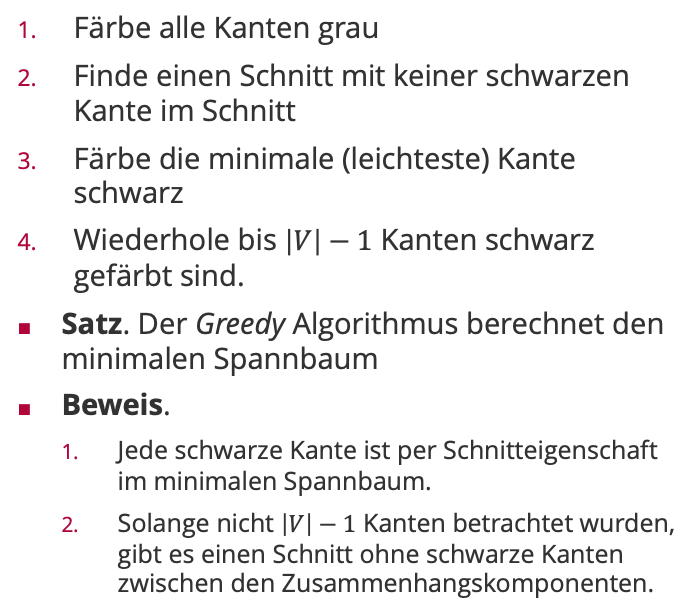 1. Färbe alle Kanten grau
2. Finde einen Schnitt mit keiner schwarzen
Kante im Schnitt
3. Färbe die minimale (leichteste) Kante
schwarz
4. Wiederhole bis |V| − 1 Kanten schwarz
gefärbt sind.
▪ Satz. Der Greedy Algorithmus berechnet den
minimalen Spannbaum
▪ Beweis.
1. Jede schwarze Kante ist per Schnitteigenschaft
im minimalen Spannbaum.
2. Solange nicht |V| − 1 Kanten betrachtet wurden,
gibt es einen Schnitt ohne schwarze Kanten
zwischen den Zusammenhangskomponenten.